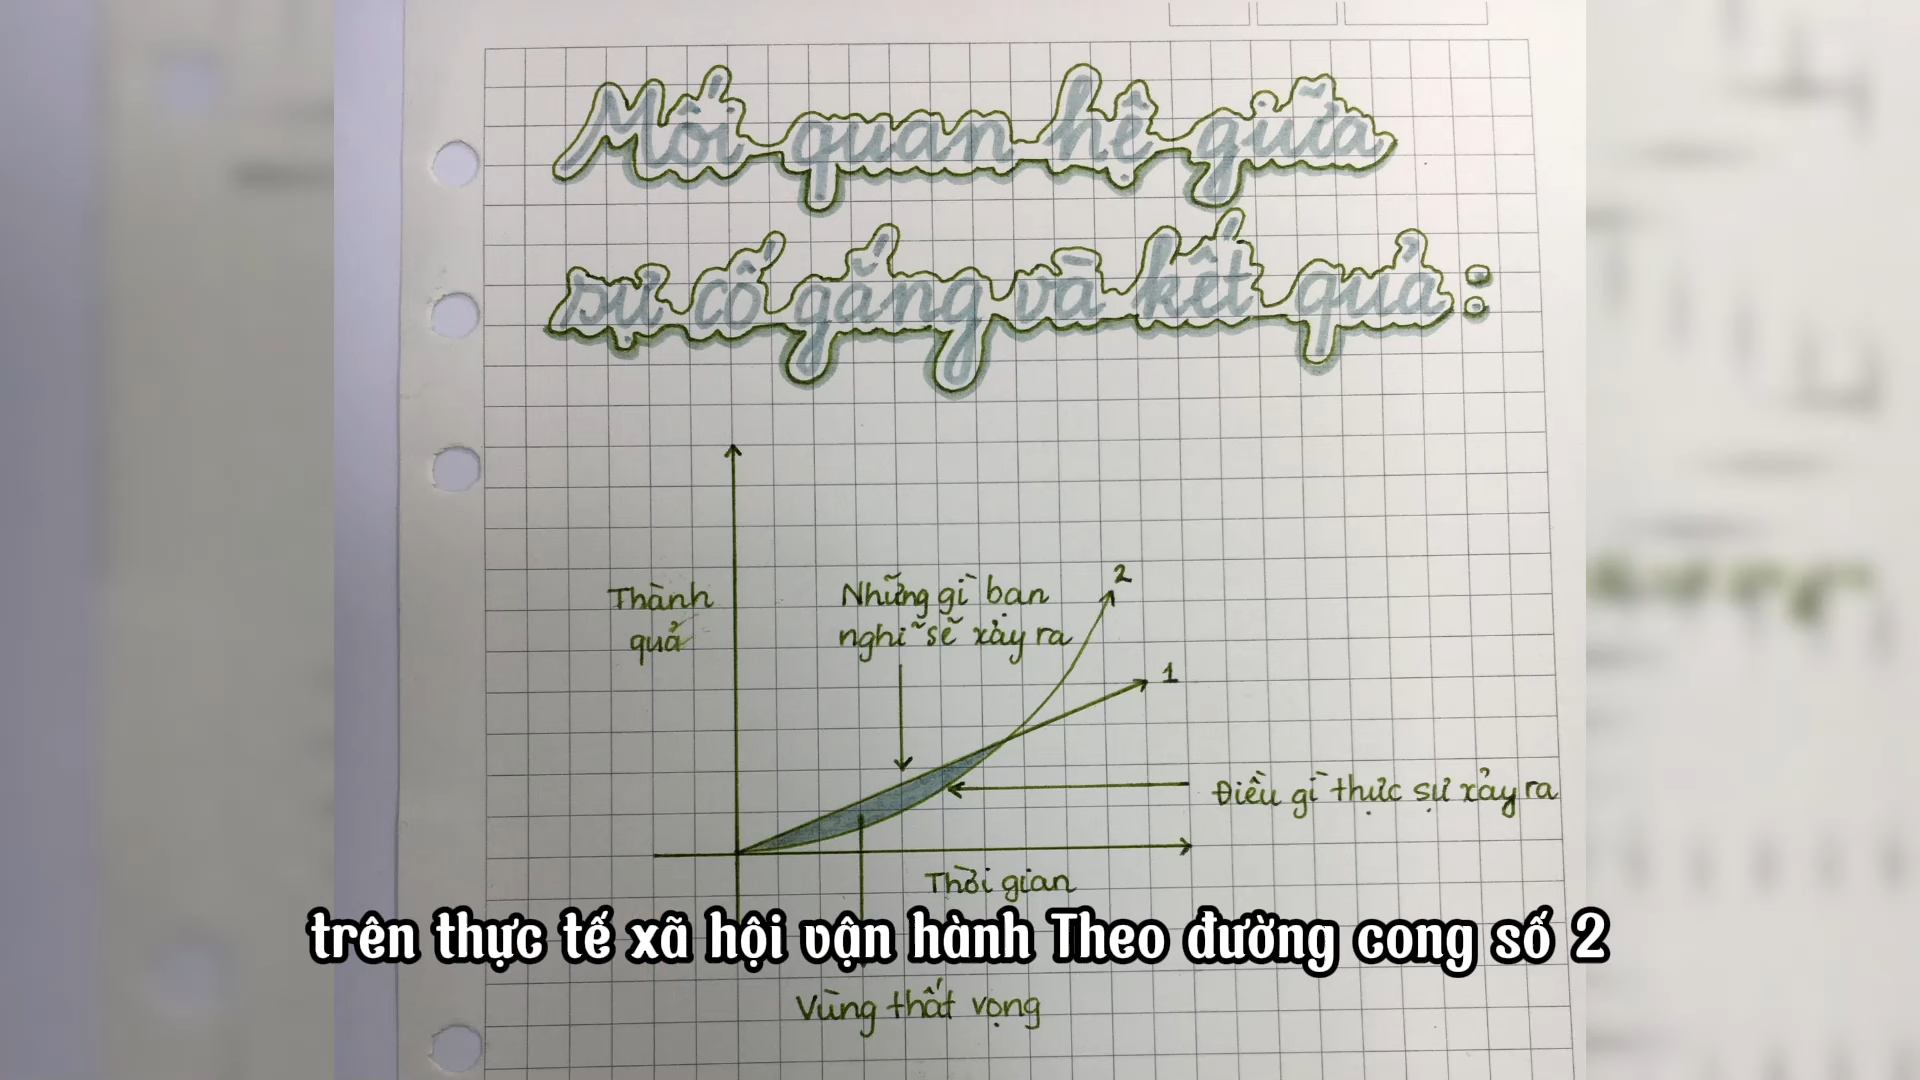 Mối quan hệ giữa
sự cố gắng và kết quả:
2
Những gì bạn
nghĩ sẽ xảy ra
Thành
quả
1
Điều gì thực sự xảy ra
Thời gian
trên thực tế xã hội vận hành Theo đường cong số 2
Vùng thất vọng